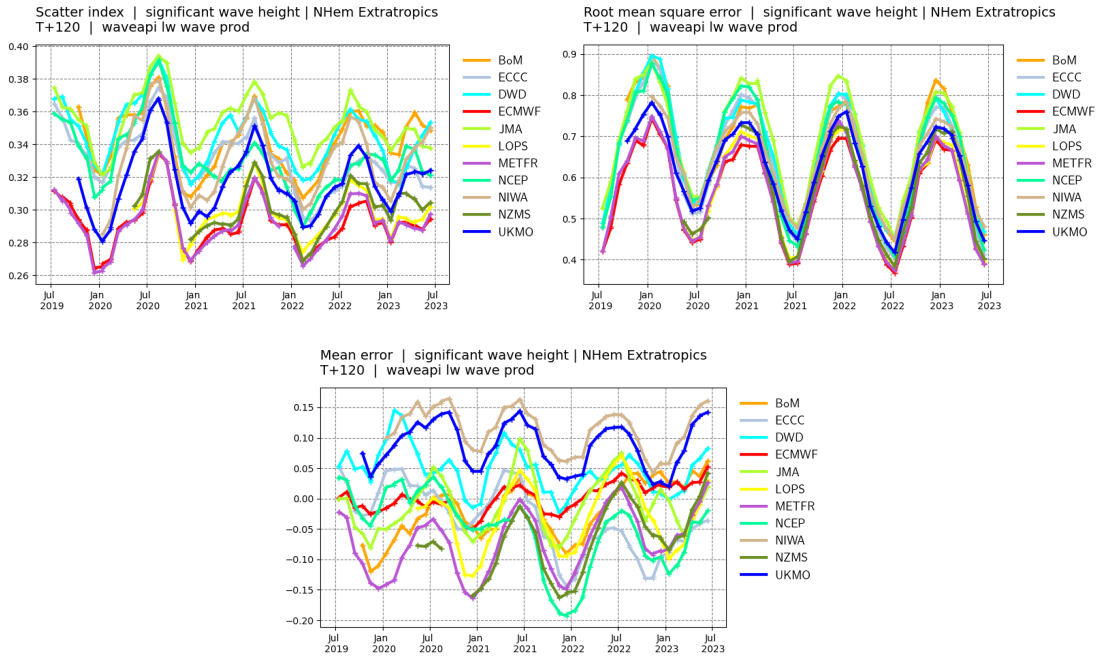 Scatter index | significant wave height | NHem Extratropics
T+120 | waveapi lw wave prod
0.40
0.38
0.36
0.34
0.32
0.30
0.28
0.26
Jul 2019
Jan 2020
Jul 2020
Jan 2021
Jul 2021
Jan 2022
Jul 2022
Jan 2023
Jul 2023
BoM
ECCC
DWD
ECMWF
JMA
LOPS
METFR
NCEP
NIWA
NZMS
UKMO
Root mean square error | significant wave height | NHem Extratropics
T+120 | waveapi lw wave prod
0.9
0.8
0.7
0.6
0.5
0.4
Jul 2019
Jan 2020
Jul 2020
Jan 2021
Jul 2021
Jan 2022
Jul 2022
Jan 2023
Jul 2023
BoM
ECCC
DWD
ECMWF
JMA
LOPS
METFR
NCEP
NIWA
NZMS
UKMO
Mean error | significant wave height | NHem Extratropics
T+120 | waveapi lw wave prod
0.15
0.10
0.05
0.00
−0.05
−0.10
−0.15
−0.20
Jul 2019
Jan 2020
Jul 2020
Jan 2021
Jul 2021
Jan 2022
Jul 2022
Jan 2023
Jul 2023
BoM
ECCC
DWD
ECMWF
JMA
LOPS
METFR
NCEP
NIWA
NZMS
UKMO